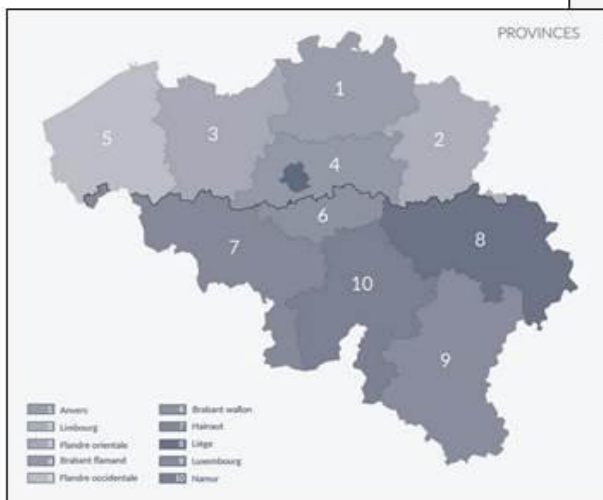 PROVINCES
1
5
3
2
4
6
7
8
10
9
1 Anvers
2 Limbourg
3 Flandre orientale
4 Brabant flamand
5 Flandre occidentale
6 Brabant wallon
7 Hainaut
8 Liège
9 Luxembourg
10 Namur